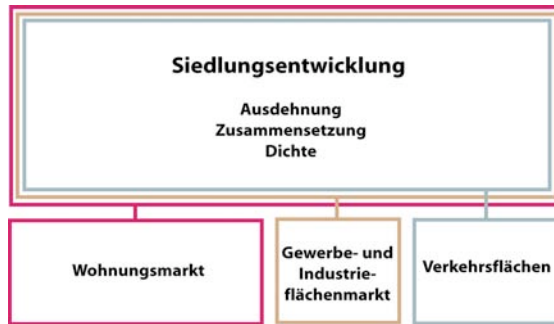 Siedlungsentwicklung
Ausdehnung
Zusammensetzung
Dichte
Wohnungsmarkt
Gewerbe- und
Industrie-
flächenmarkt
Verkehrsflächen